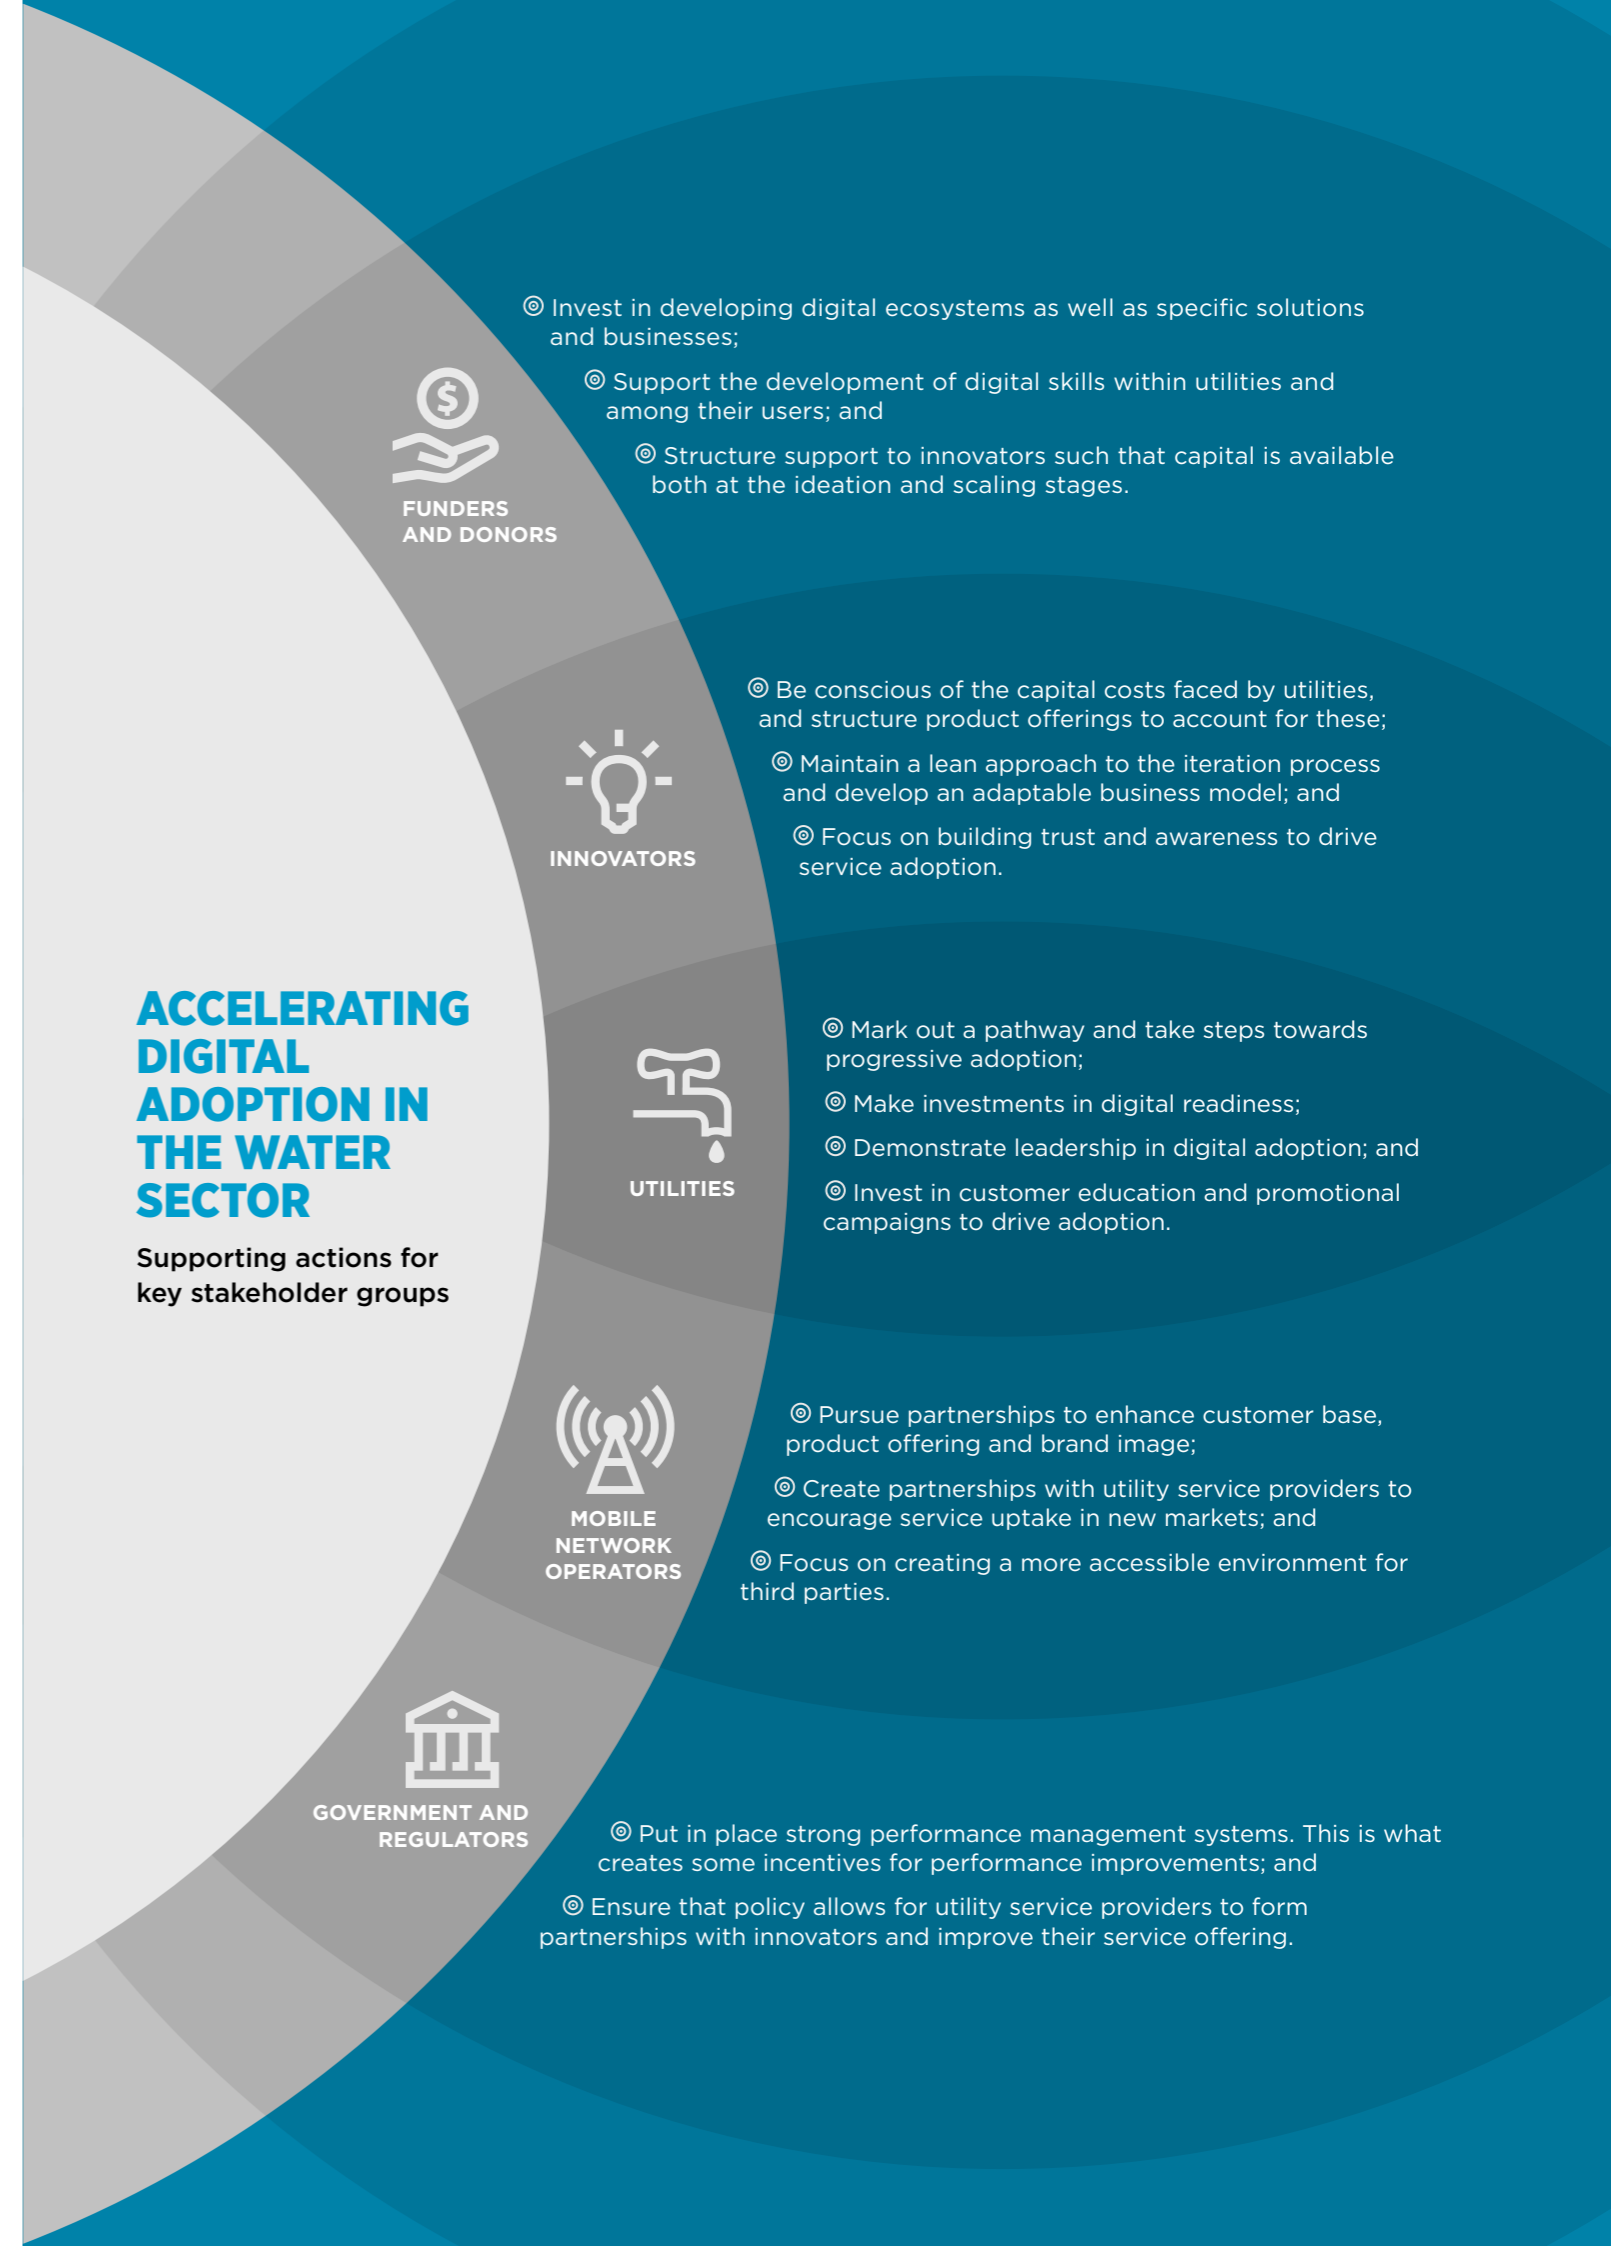 ACCELERATING
DIGITAL
ADOPTION IN
THE WATER
SECTOR
Supporting actions for
key stakeholder groups
FUNDERS
AND DONORS
◎ Invest in developing digital ecosystems as well as specific solutions
and businesses;
◎ Support the development of digital skills within utilities and
among their users; and
◎ Structure support to innovators such that capital is available
both at the ideation and scaling stages.
INNOVATORS
◎ Be conscious of the capital costs faced by utilities,
and structure product offerings to account for these;
◎ Maintain a lean approach to the iteration process
and develop an adaptable business model; and
◎ Focus on building trust and awareness to drive
service adoption.
UTILITIES
◎ Mark out a pathway and take steps towards
progressive adoption;
◎ Make investments in digital readiness;
◎ Demonstrate leadership in digital adoption; and
◎ Invest in customer education and promotional
campaigns to drive adoption.
MOBILE
NETWORK
OPERATORS
◎ Pursue partnerships to enhance customer base,
product offering and brand image;
◎ Create partnerships with utility service providers to
encourage service uptake in new markets; and
◎ Focus on creating a more accessible environment for
third parties.
GOVERNMENT AND
REGULATORS
◎ Put in place strong performance management systems. This is what
creates some incentives for performance improvements; and
◎ Ensure that policy allows for utility service providers to form
partnerships with innovators and improve their service offering.